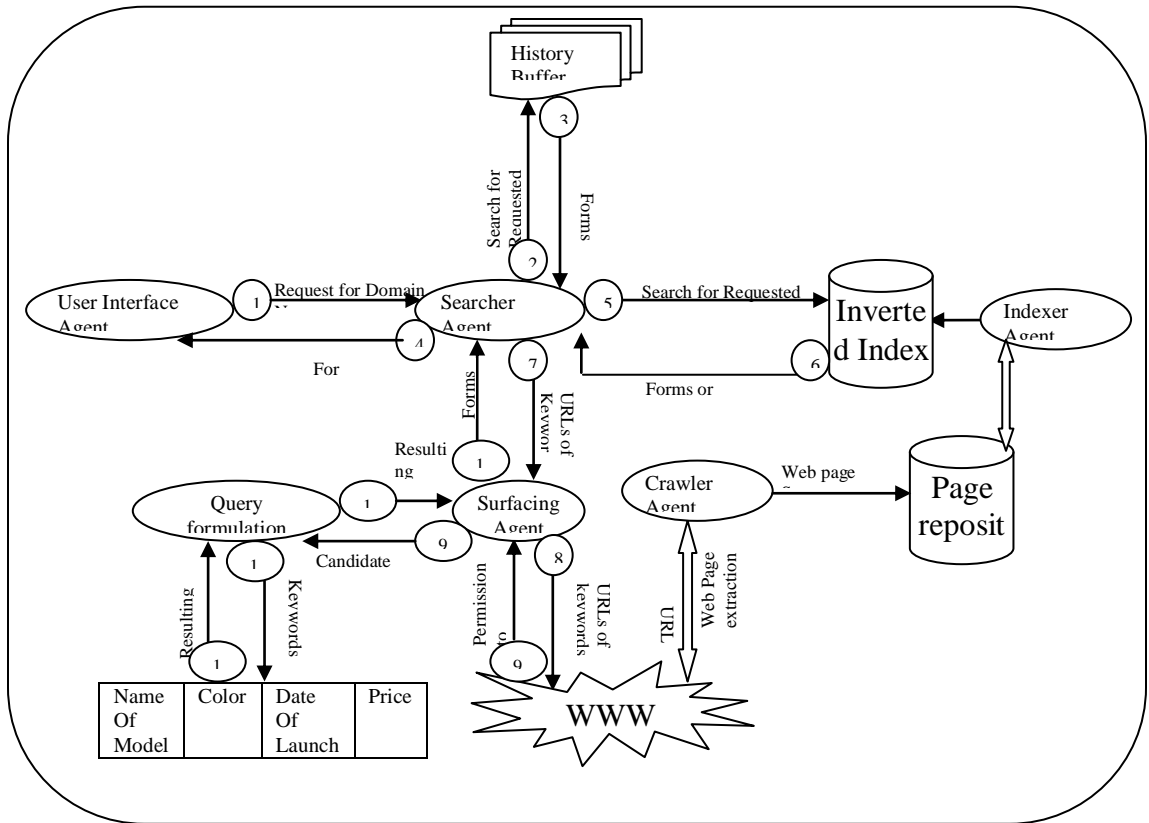 History
Buffer
3
Search for
Requested
Forms
2
User Interface
Agent
1
Request for Domain
Searcher
Agent
5
Search for Requested
Inverte
d Index
Indexer
Agent
4
For
7
6
Forms or
Forms
URLs of
Keywor
Resulti
ng
1
Query
formulation
1
Surfacing
Agent
Crawler
Agent
Web page
Page
reposit
9
Candidate
1
8
Resulting
Keywords
Permission
to
URLs of
keywords
URL
Web Page
extraction
1
9
Name
Of
Model
Color
Date
Of
Launch
Price
WWW